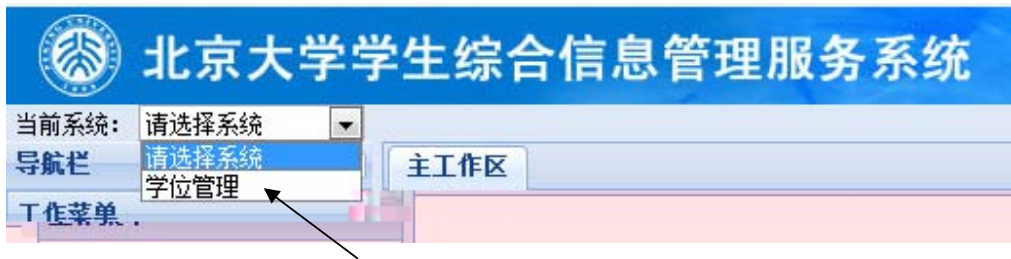 北京大学学生综合信息管理服务系统
当前系统： 请选择系统
请选择系统
学位管理
导航栏 主工作区
工作菜单